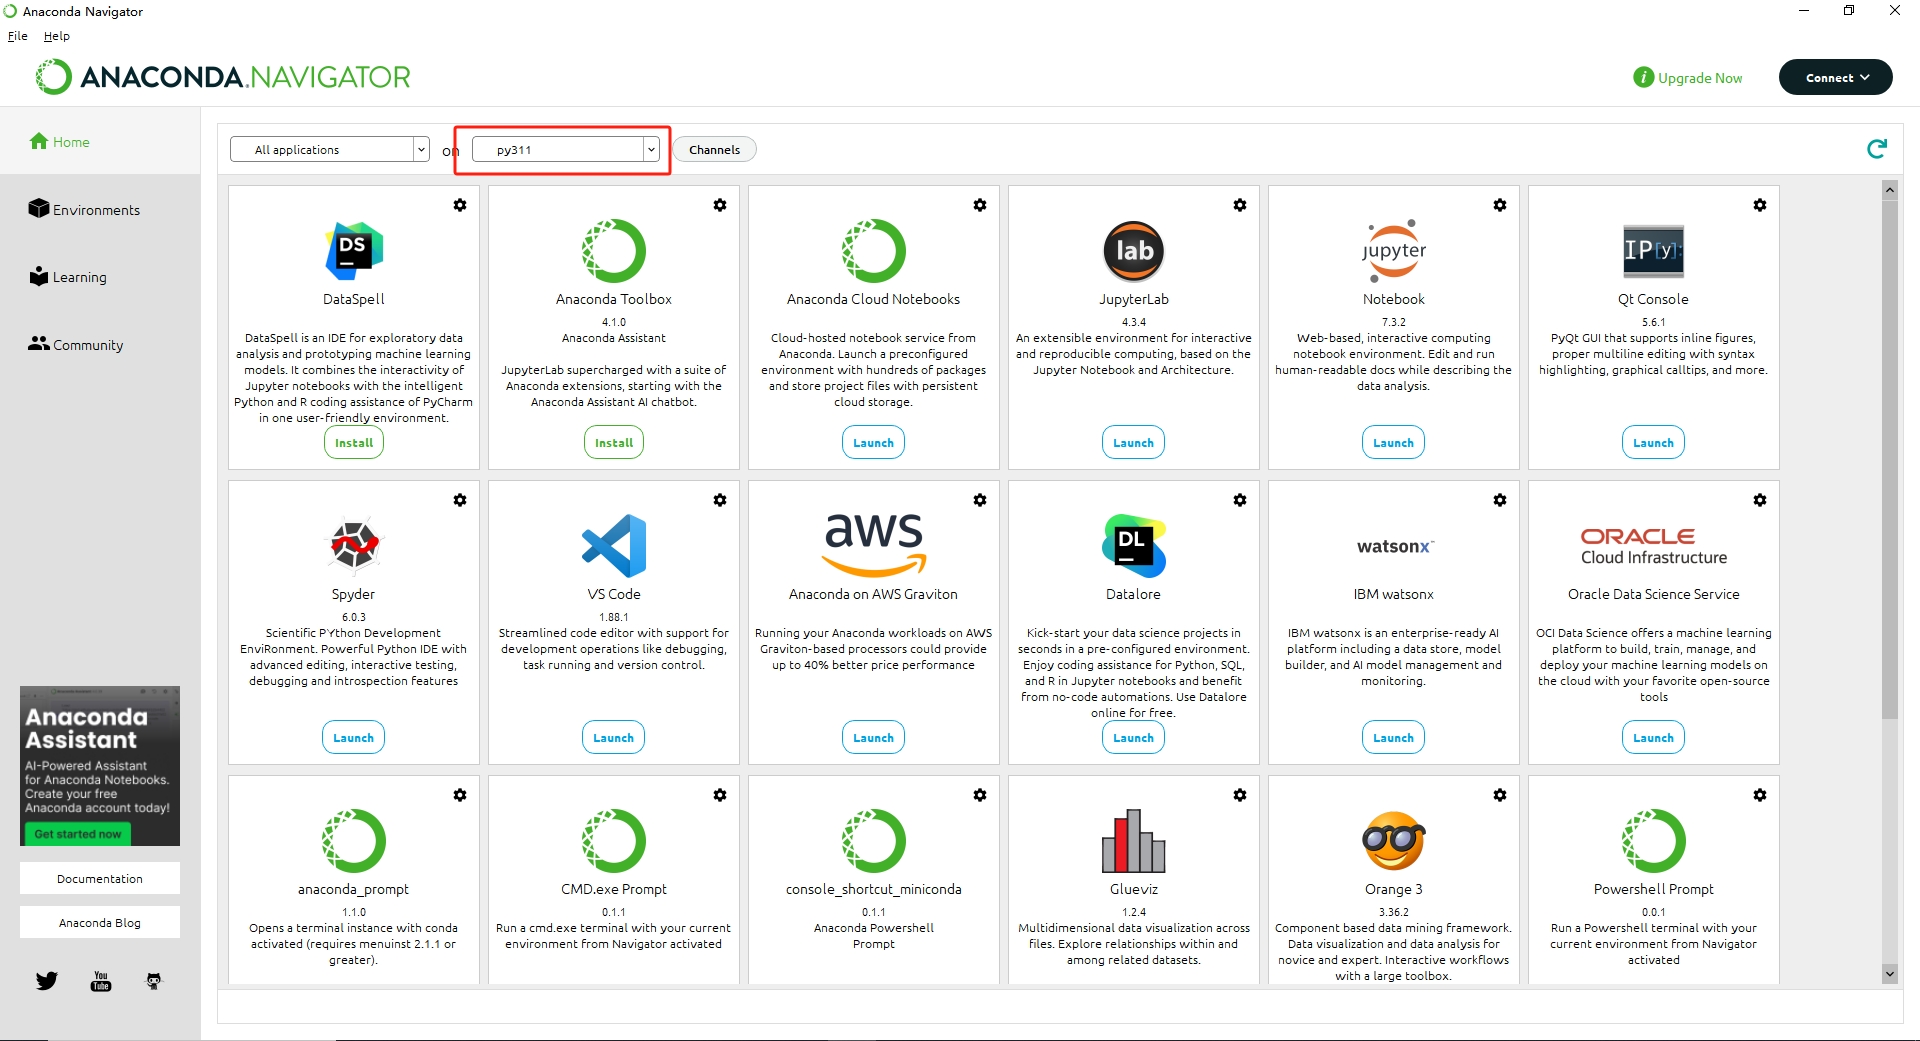 Anaconda Navigator
File Help
ANACONDA.NAVIGATOR
Upgrade Now
Connect
Home
Environments
Learning
Community
All applications
on
py311
Channels
DS
DataSpell
DataSpell is an IDE for exploratory data
analysis and prototyping machine learning
models. It combines the interactivity of
Jupyter notebooks with the intelligent
Python and R coding assistance of PyCharm
in one user-friendly environment.
Install
Anaconda Toolbox
4.1.0
Anaconda Assistant
JupyterLab supercharged with a suite of
Anaconda extensions, starting with the
Anaconda Assistant AI chatbot.
Install
Anaconda Cloud Notebooks
Cloud-hosted notebook service from
Anaconda. Launch a preconfigured
environment with hundreds of packages
and store project files with persistent
cloud storage.
Launch
lab
JupyterLab
4.3.4
An extensible environment for interactive
and reproducible computing, based on the
Jupyter Notebook and Architecture.
Launch
jupyter
Notebook
7.3.2
Web-based, interactive computing
notebook environment. Edit and run
human-readable docs while describing the
data analysis.
Launch
IP[y]:
Qt Console
5.6.1
PyQt GUI that supports inline figures,
proper multiline editing with syntax
highlighting, graphical calltips, and more.
Launch
Spyder
6.0.3
Scientific PYthon Development
EnviRonment. Powerful Python IDE with
advanced editing, interactive testing,
debugging and introspection features
Launch
VS Code
1.88.1
Streamlined code editor with support for
development operations like debugging,
task running and version control.
Launch
aws
Anaconda on AWS Graviton
Running your Anaconda workloads on AWS
Graviton-based processors could provide
up to 40% better price performance
Launch
DL
Datalore
Kick-start your data science projects in
seconds in a pre-configured environment.
Enjoy coding assistance for Python, SQL,
and R in Jupyter notebooks and benefit
from no-code automations. Use Datalore
online for free.
Launch
watsonx™
IBM watsonx
IBM watsonx is an enterprise-ready AI
platform including a data store, model
builder, and AI model management and
monitoring.
Launch
ORACLE
Cloud Infrastructure
Oracle Data Science Service
OCI Data Science offers a machine learning
platform to build, train, manage, and
deploy your machine learning models on
the cloud with your favorite open-source
tools
Launch
anaconda_prompt
1.1.0
Opens a terminal instance with conda
activated (requires menuinst 2.1.1 or
greater).
CMD.exe Prompt
0.1.1
Run a cmd.exe terminal with your current
environment from Navigator activated
console_shortcut_miniconda
0.1.1
Anaconda Powershell
Prompt
Glueviz
1.2.4
Multidimensional data visualization across
files. Explore relationships within and
among related datasets.
Orange 3
3.36.2
Component based data mining framework.
Data visualization and data analysis for
novice and expert. Interactive workflows
with a large toolbox.
Powershell Prompt
0.0.1
Run a Powershell terminal with your
current environment from Navigator
activated
Anaconda
Assistant
AI-Powered Assistant
for Anaconda Notebooks.
Create your free
Anaconda account today!
Get started now
Documentation
Anaconda Blog
You
Tube